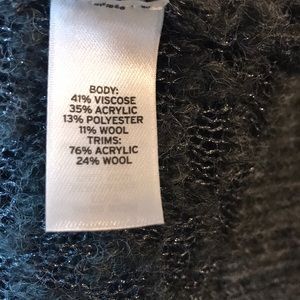 BODY:
41% VISCOSE
35% ACRYLIC
13% POLYESTER
11% WOOL
TRIMS:
76% ACRYLIC
24% WOOL